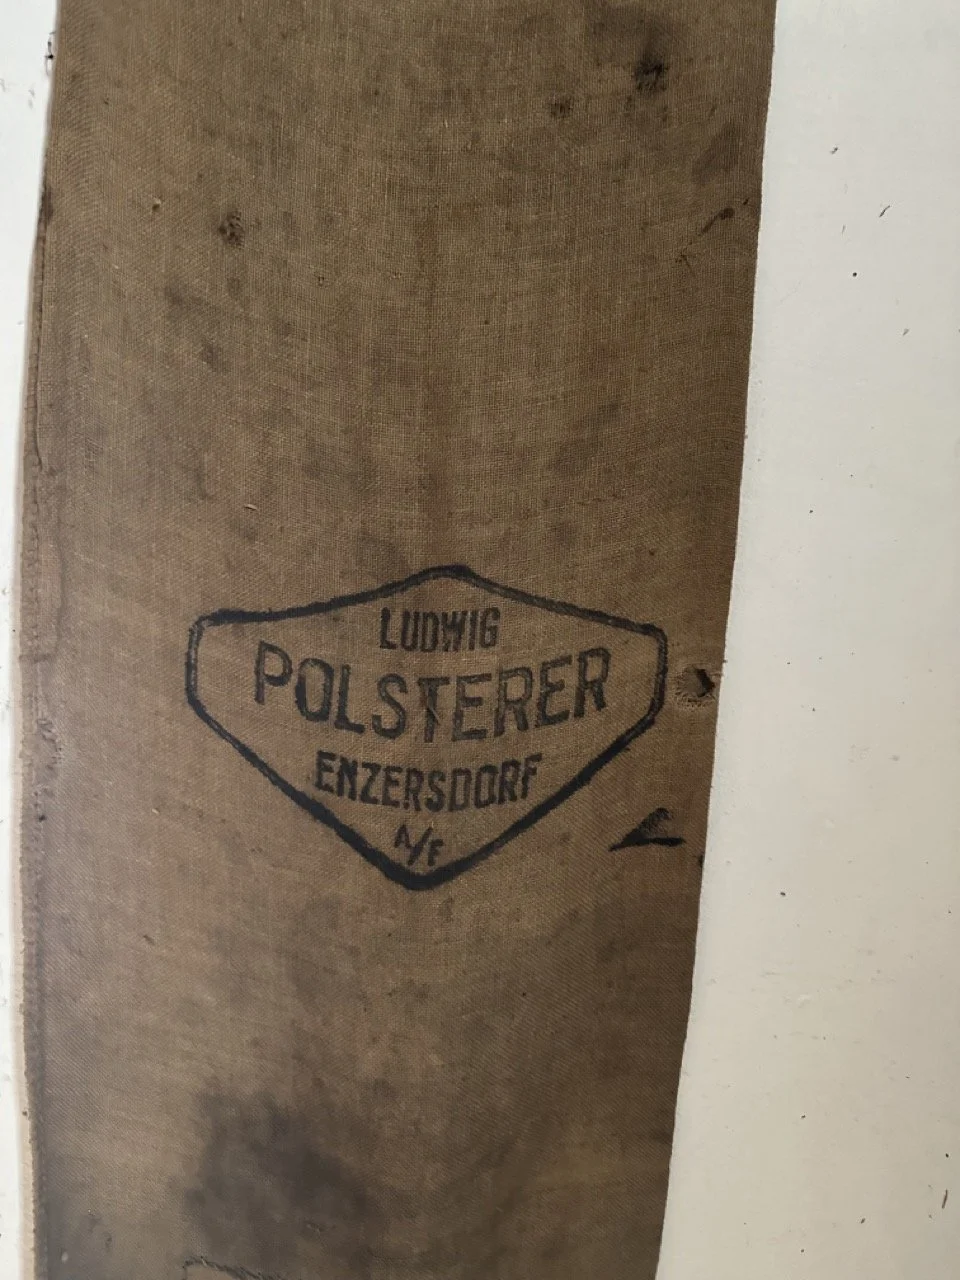 LUDWIG
POLSTERER
ENZERSDORF
A/F